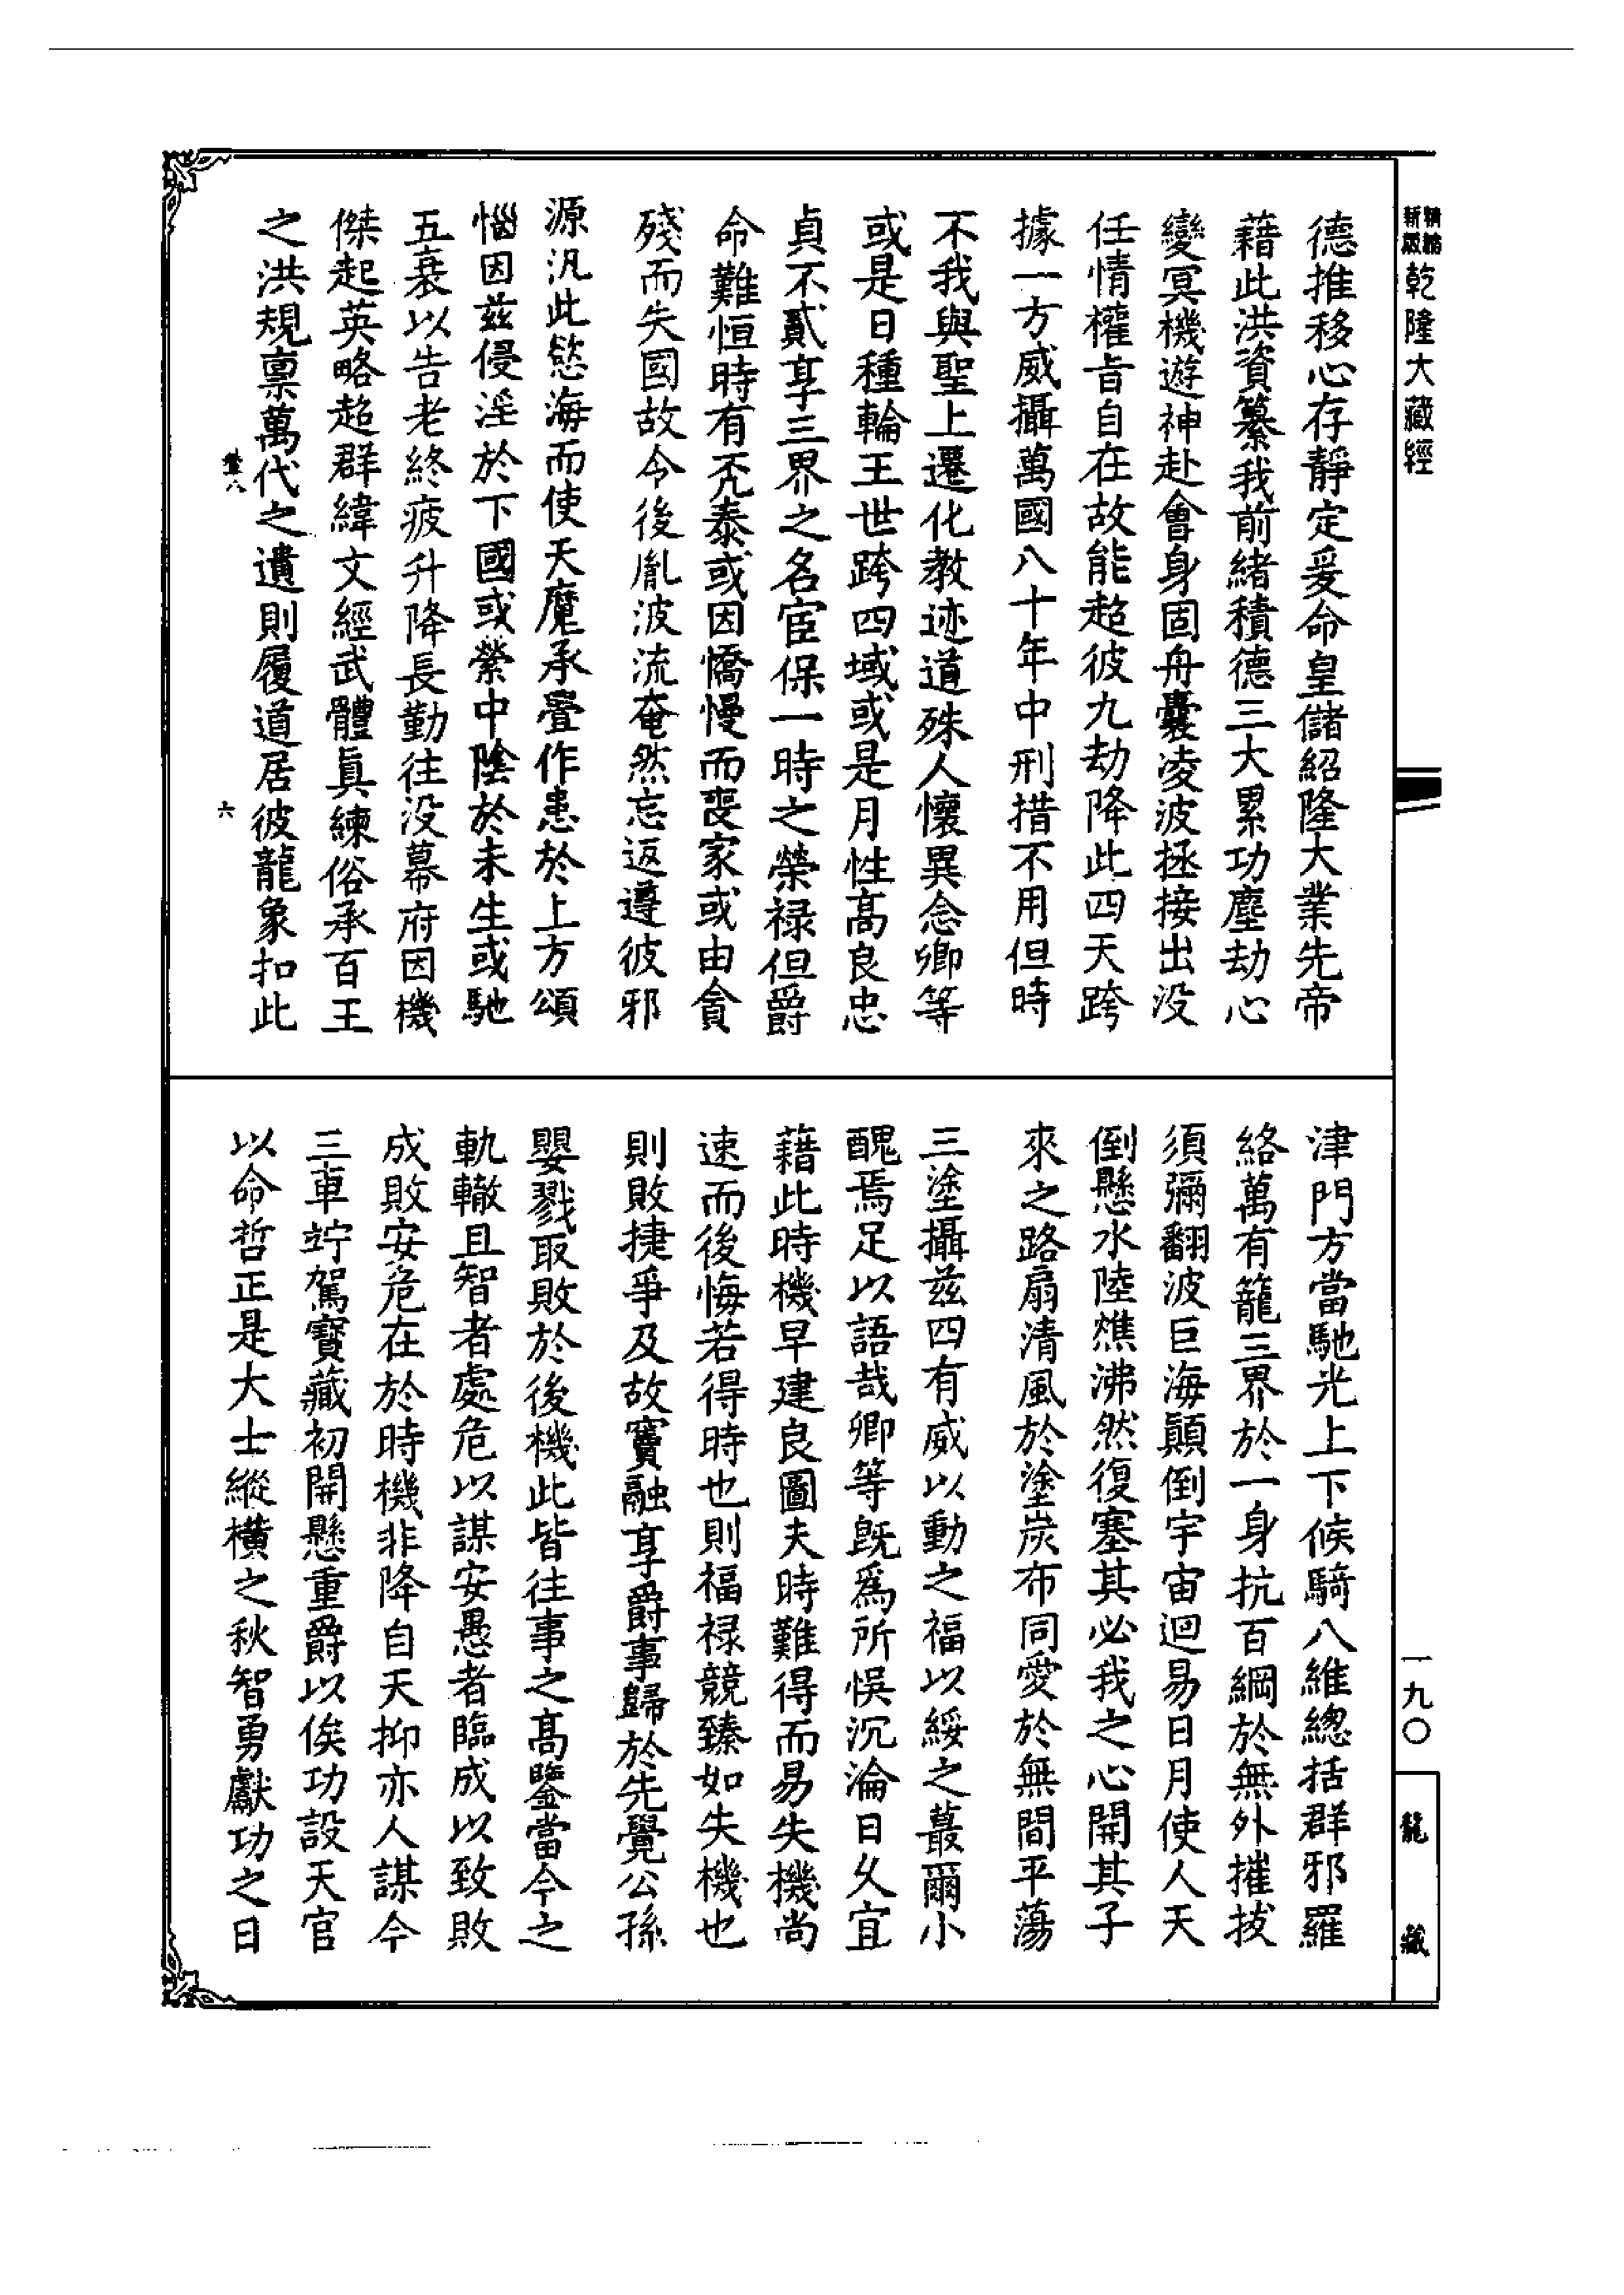 乾隆大藏經
德推移心存靜定爰命皇儲紹隆大業先帝
藉此洪資纂我前緒積德三大累功塵劫心
變冥機遊神赴會身固舟囊凌波拯接出没
任情權㫖自在故能超彼九劫降此四天跨
據一方威攝萬國八十年中刑措不用但時
不我與聖上遷化教迹道殊人懷異念卿等
或是日種輪王世跨四域或是月性高良忠
貞不貳享三界之名宦保一時之榮禄但爵
命難恒時有否泰或因憍慢而喪家或由貪
殘而失國故令後胤波流奄然忘返遵彼邪
源汎此慾海而使天魔承舋作患於上方煩
惱因兹侵淫於下國或縈中陰於未生或馳
五衰以告老終疲升降長勤往没幕府因機
傑起英略超群緯文經武體眞練俗承百王
之洪規禀萬代之遺則履道居彼龍象扣此
六
津門方當馳光上下候騎八維總括群邪羅
絡萬有籠三界於一身抗百綱於無外摧拔
須彌翻波巨海顛倒宇宙迴易日月使人天
倒懸水陸燋沸然復塞其必我之心開其子
來之路扇清風於塗炭布同愛於無間平蕩
三塗攝兹四有威以動之福以綏之蕞爾小
醜焉足以語哉卿等旣爲所悞沉淪日久宜
藉此時機早建良圖夫時難得而易失機尚
速而後悔若得時也則福禄競臻如失機也
則敗捷爭及故竇融享爵事歸於先覺公孫
嬰戮取敗於後機此皆往事之高鑒當今之
軌轍且智者處危以謀安愚者臨成以致敗
成敗安危在於時機非降自天抑亦人謀今
三車竚駕寳藏初開懸重爵以俟功設天官
以命哲正是大士縱橫之秋智勇獻功之日
一九〇
龍藏